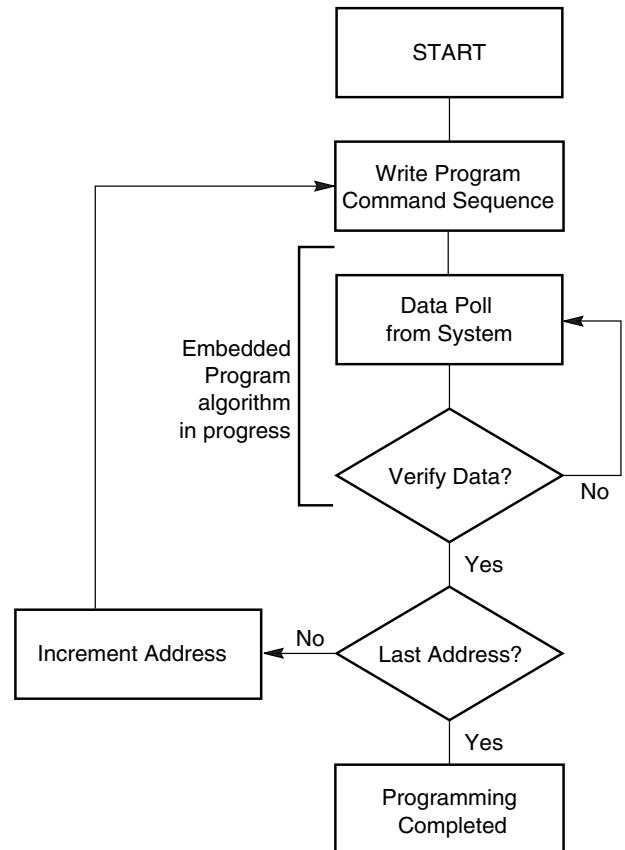 START
Write Program
Command Sequence
Data Poll
from System
Embedded
Program
algorithm
in progress
Verify Data?
No
Yes
Increment Address
No
Last Address?
Yes
Programming
Completed